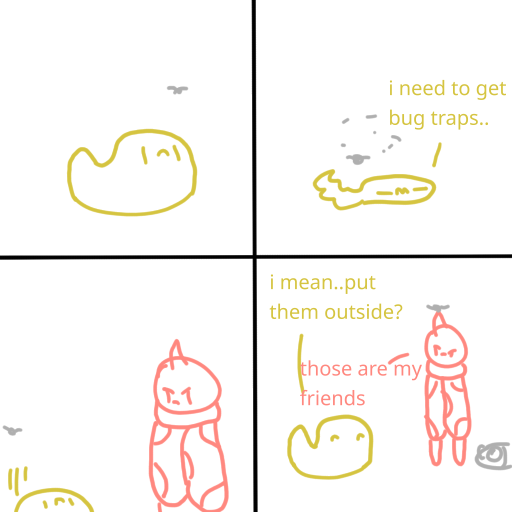 i need to get
bug traps..
i mean..put
them outside?
those are my
friends